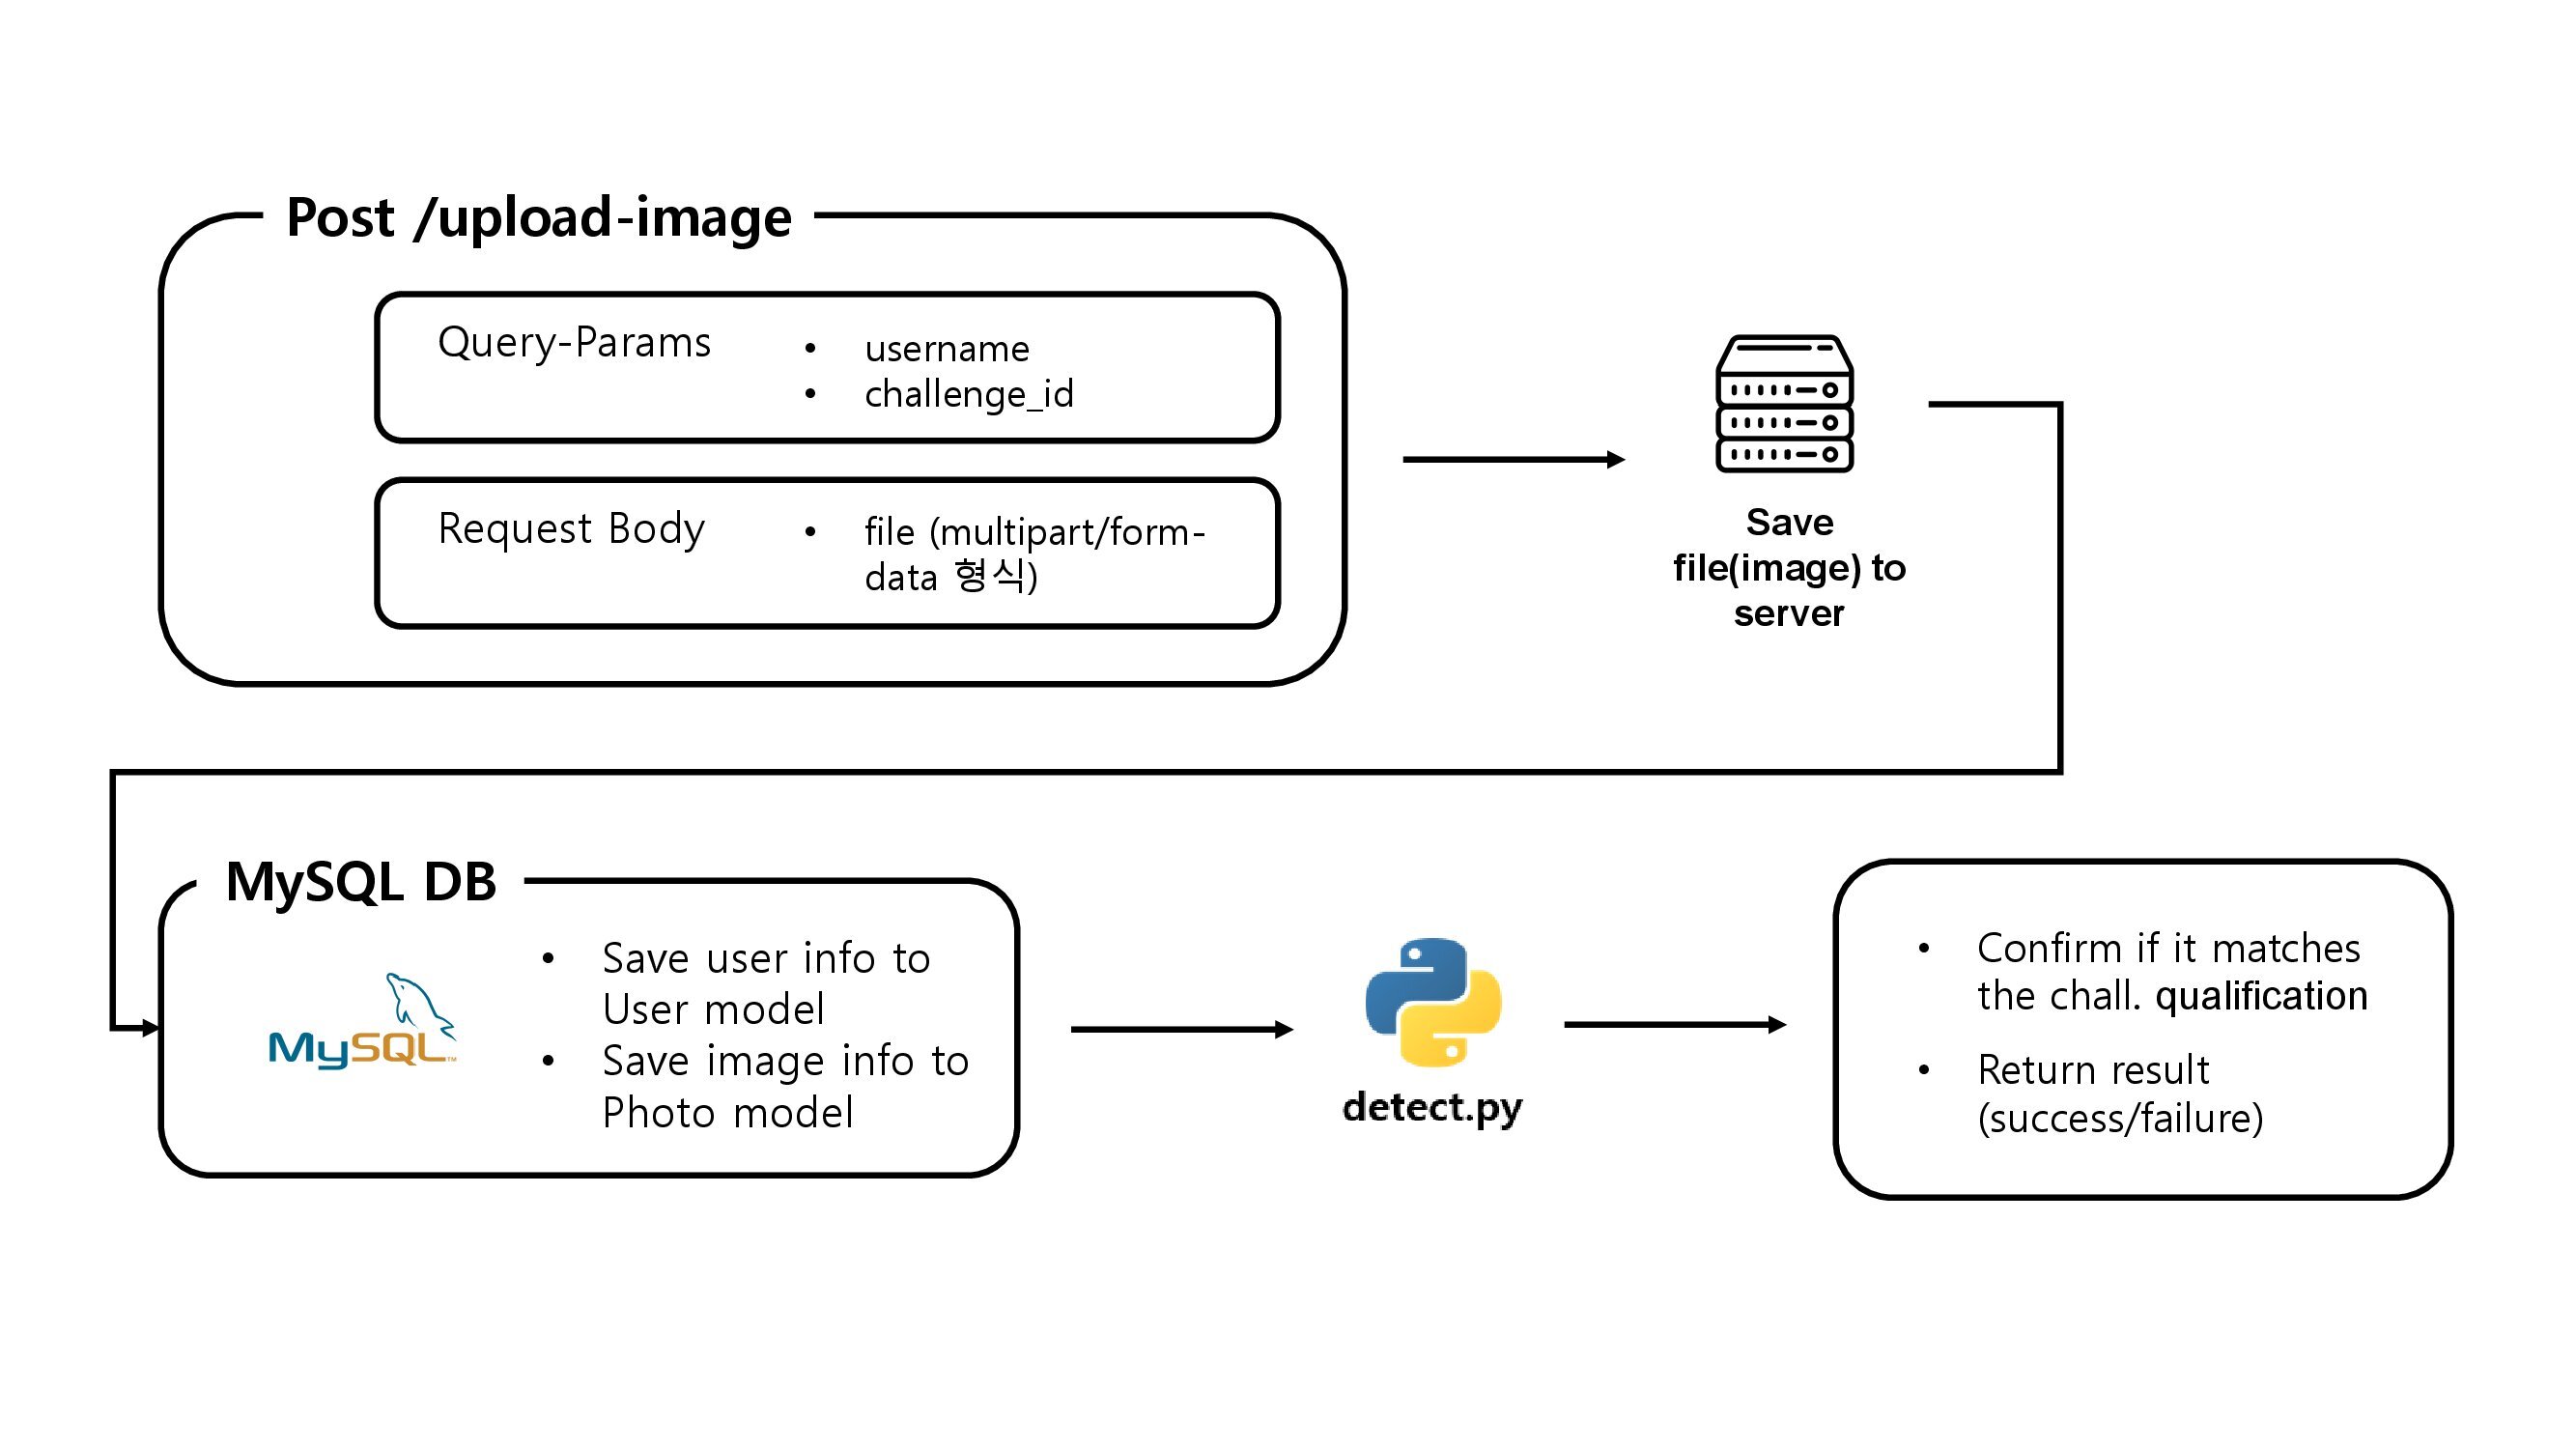 Post /upload-image
Query-Params
• username
• challenge_id
Request Body
• file (multipart/form-
data 형식)
Save
file(image) to
server
MySQL DB
MySQL™
• Save user info to
User model
• Save image info to
Photo model
detect.py
• Confirm if it matches
the chall. qualification
• Return result
(success/failure)